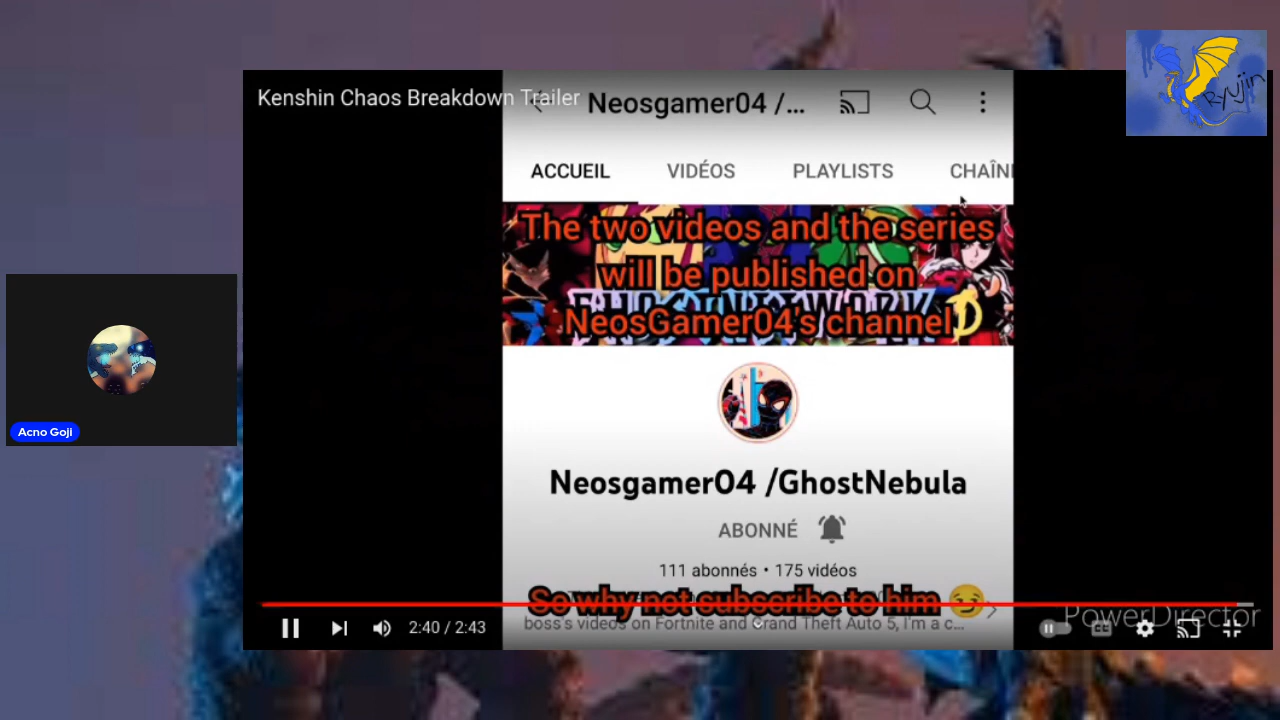 Ryujin
Kenshin Chaos Breakdown Trailer
Neosgamer04 /...
ACCUEIL VIDÉOS PLAYLISTS CHAÎN
The two videos and the series
will be published on
NeosGamer04's channel
Neosgamer04 /GhostNebula
ABONNÉ
111 abonnés • 175 vidéos
So why not subscribe to him 😏
boss's videos on Fortnite and Grand Theft Auto 5, I'm a c...
PowerDirector
2:40 / 2:43
CC
Acno Goji